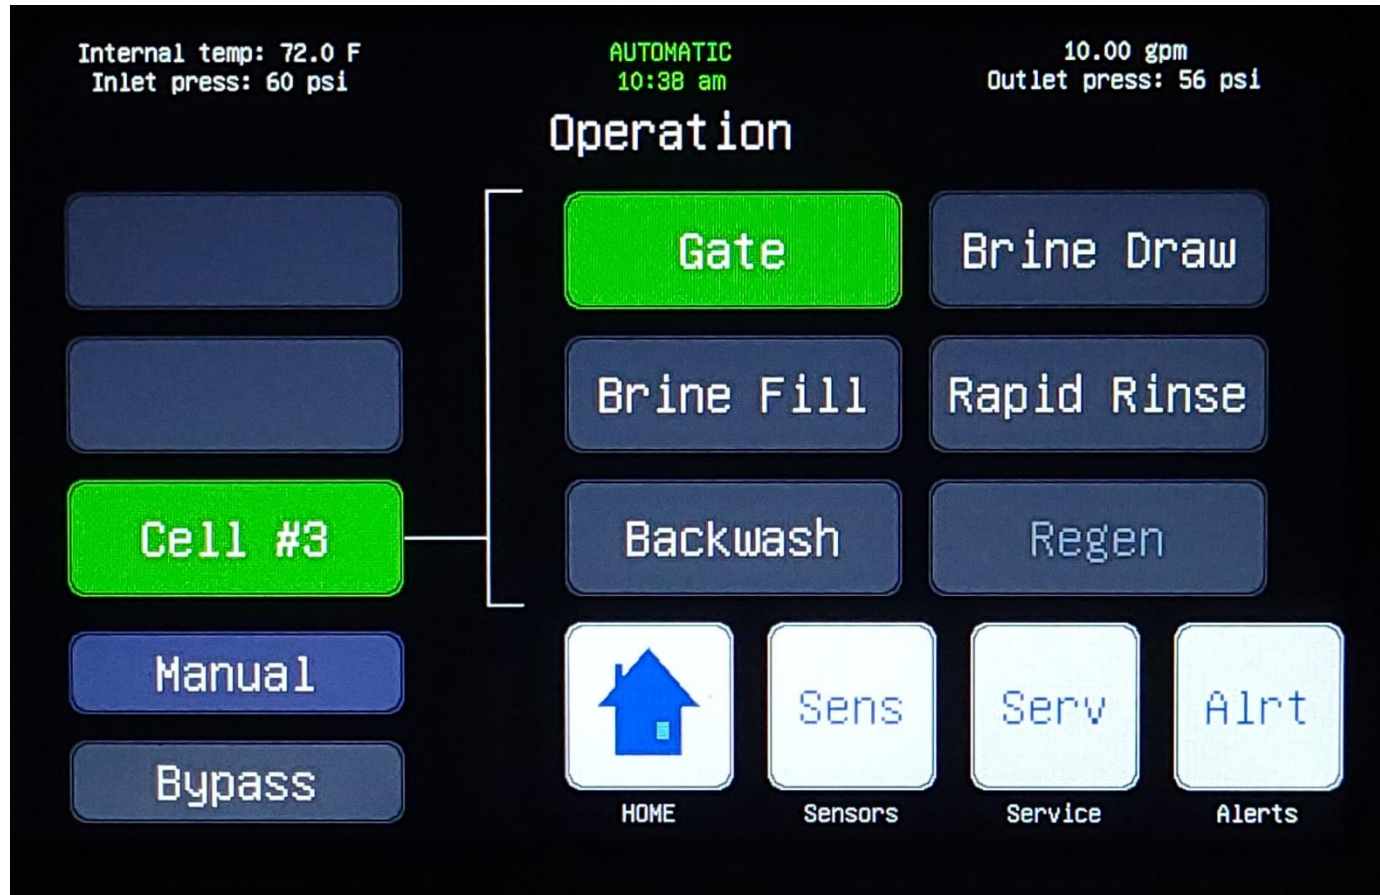 Internal temp: 72.0 F
Inlet press: 60 psi
AUTOMATIC
10:38 am
10.00 gpm
Outlet press: 56 psi
Operation
Gate
Brine Draw
Brine Fill
Rapid Rinse
Cell #3
Backwash
Regen
Manual
Bypass
Sens
Serv
Alrt
HOME
Sensors
Service
Alerts